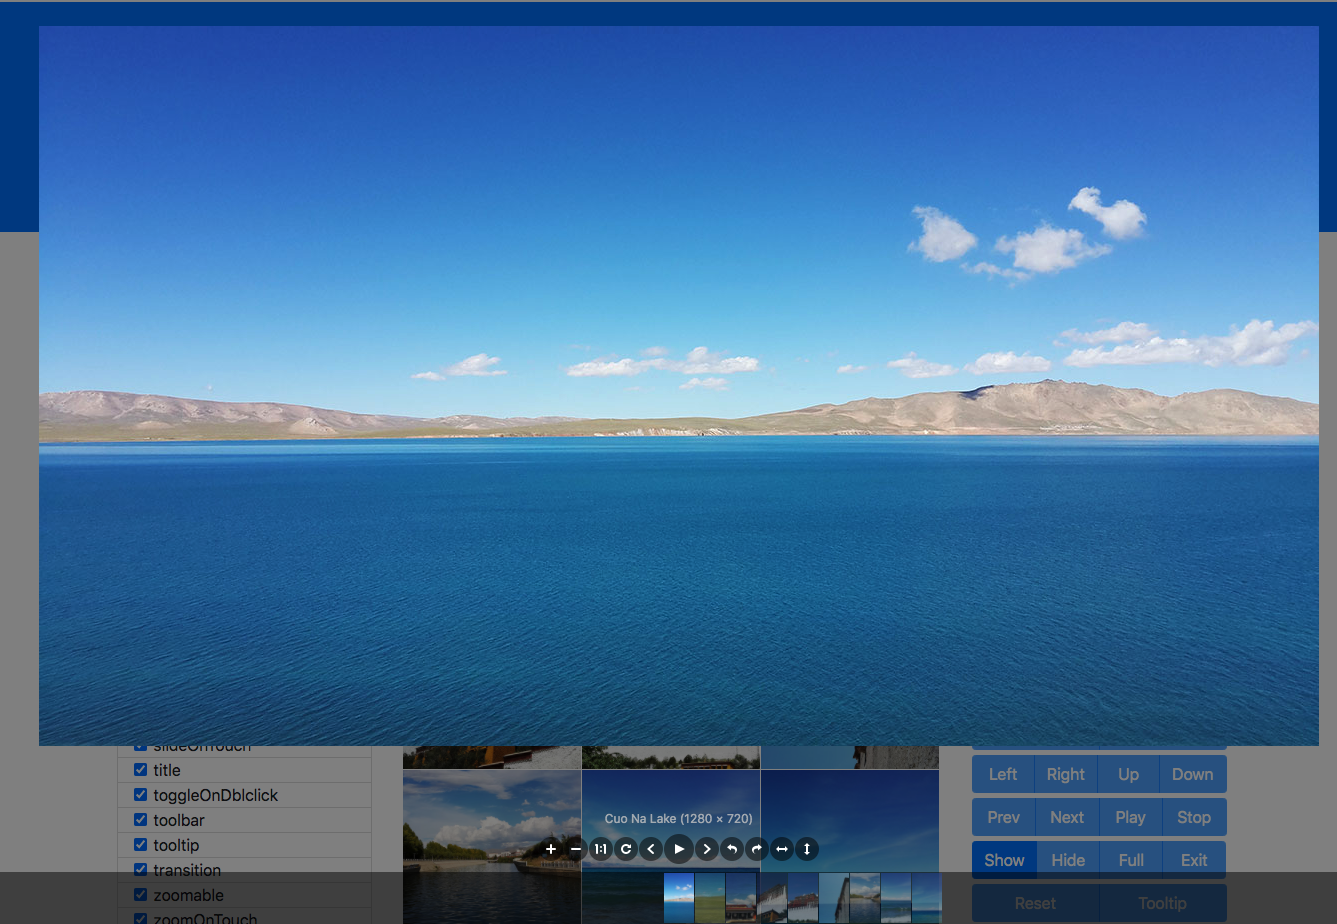 slideOnTouch
title
toggleOnDblclick
toolbar
tooltip
transition
zoomable
zoomOnTouch
Cuo Na Lake (1280 × 720)
1:1
Left Right Up Down
Prev Next Play Stop
Show Hide Full Exit
Reset Tooltip